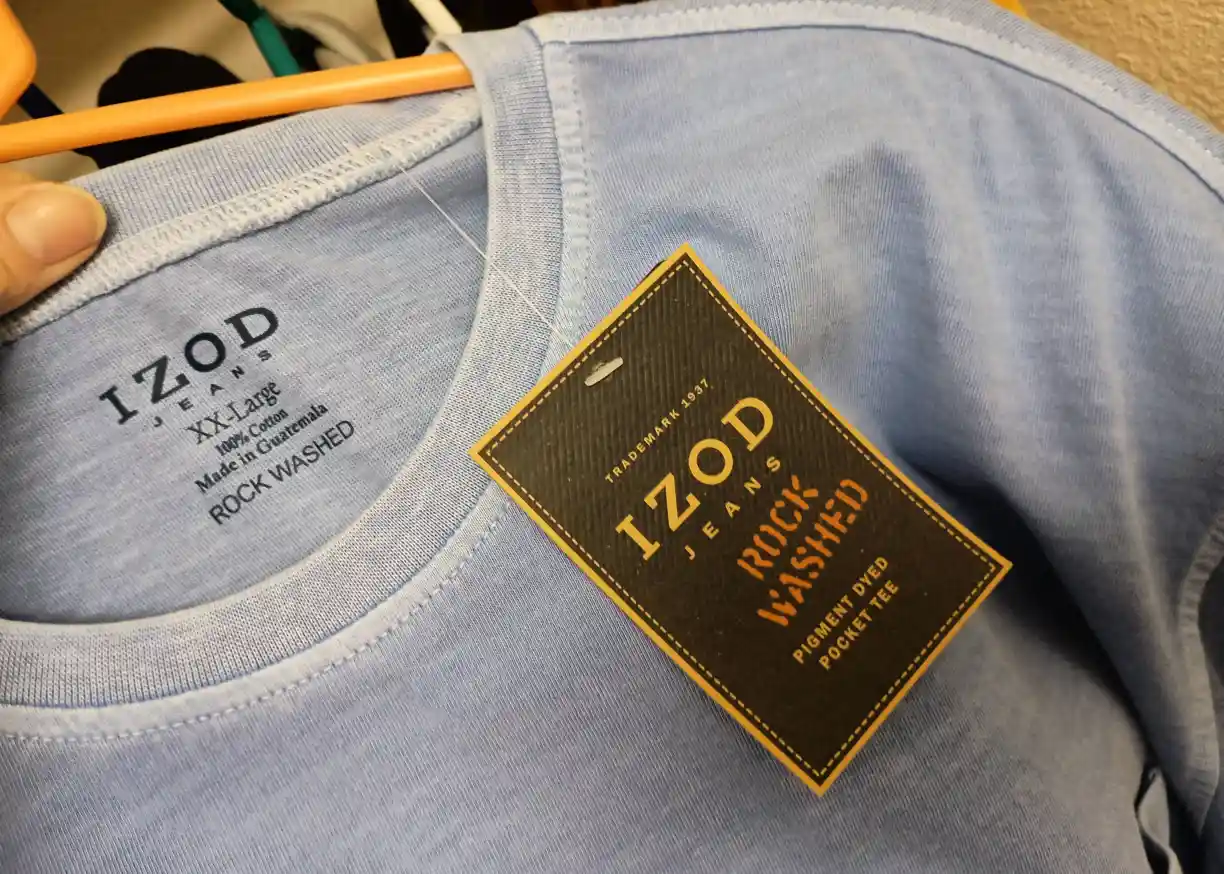 IZOD
JEANS
XX-Large
100% Cotton
Made in Guatemala
ROCK WASHED
TRADEMARK 1937
IZOD
JEANS
ROCK
WASHED
PIGMENT DYED
POCKET TEE